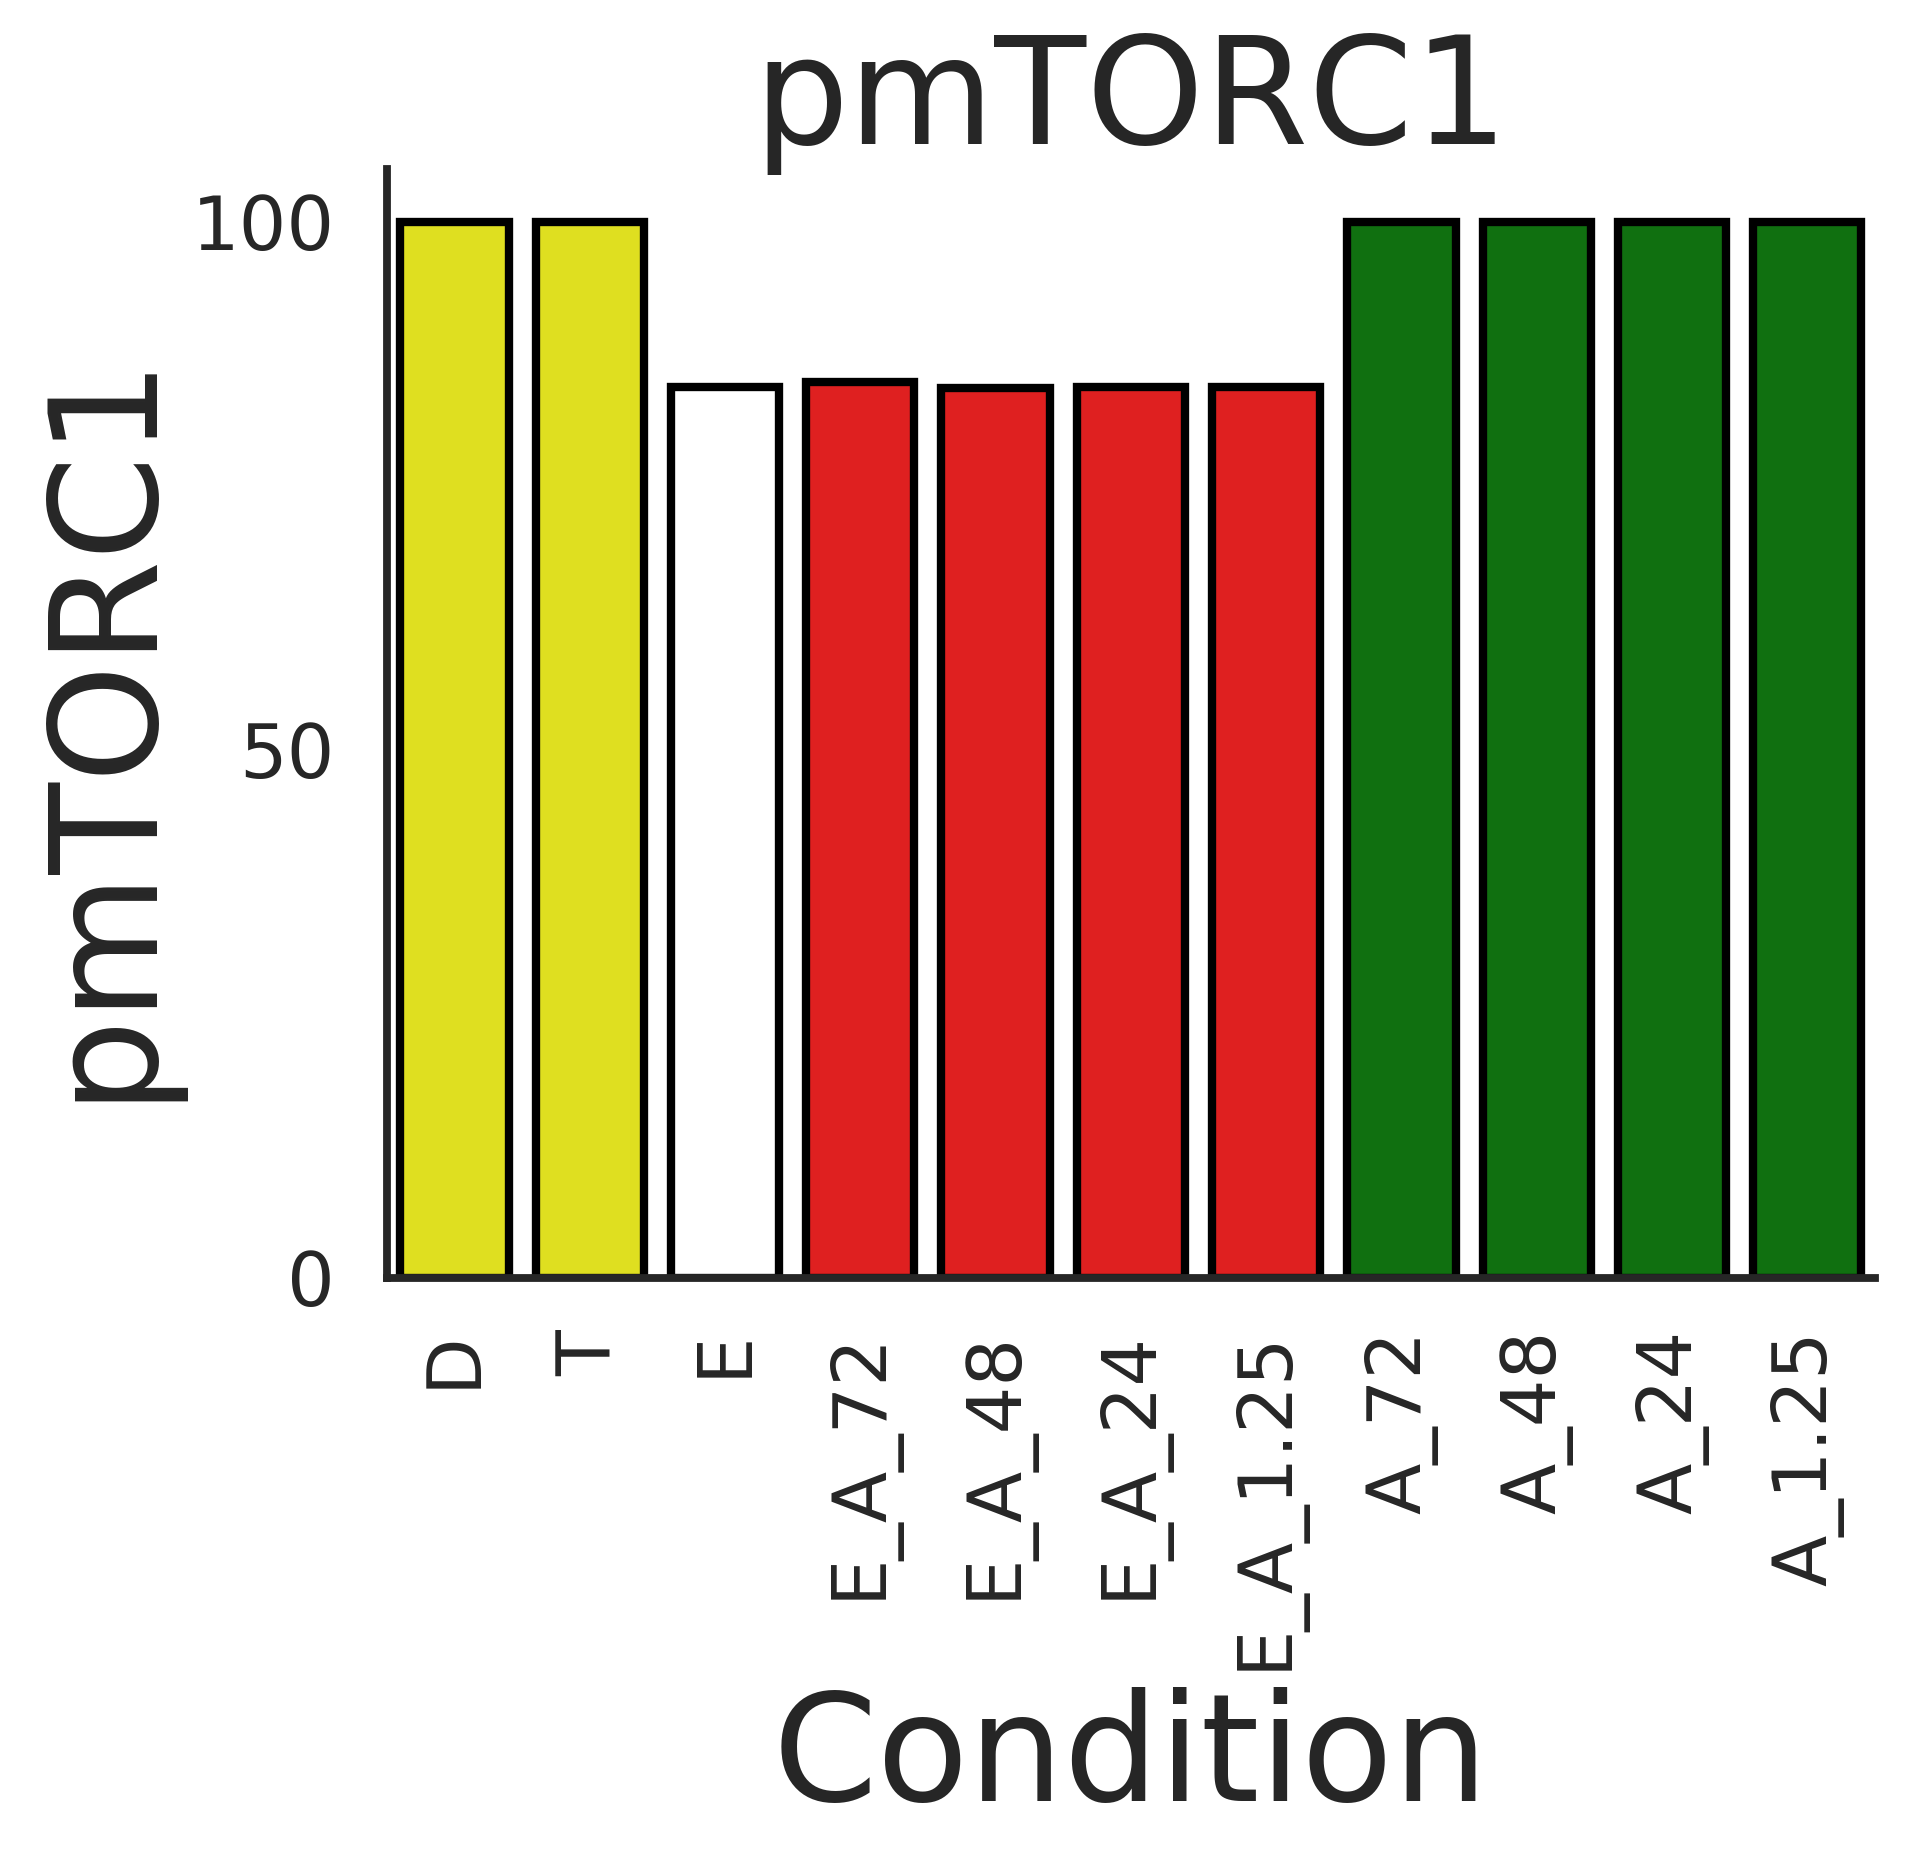 pmTORC1
pmTORC1
100
50
0
D
T
E
E_A_72
E_A_48
E_A_24
E_A_1.25
A_72
A_48
A_24
A_1.25
Condition